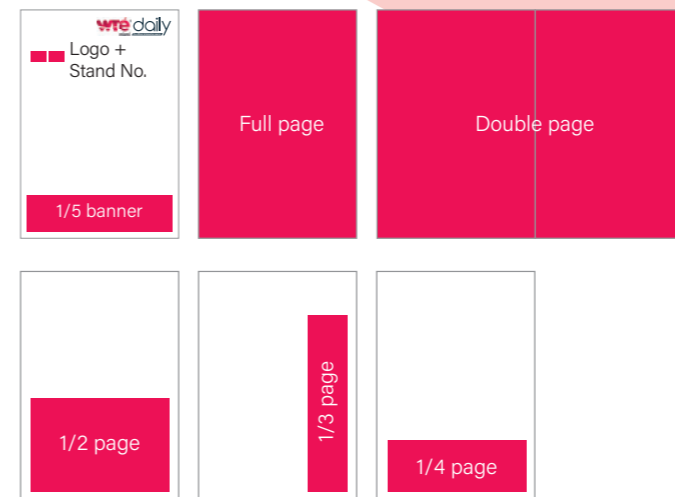 wre daily
Logo +
Stand No.
1/5 banner
Full page
Double page
1/2 page
1/3 page
1/4 page